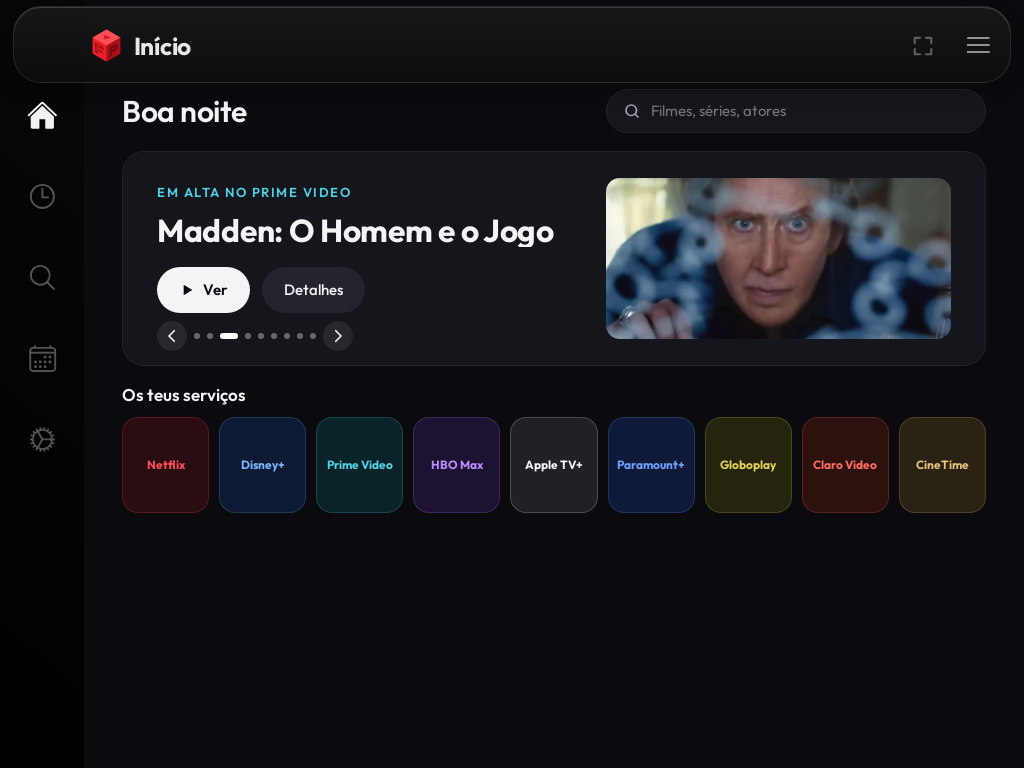 Início
Boa noite
Filmes, séries, atores
EM ALTA NO PRIME VIDEO
Madden: O Homem e o Jogo
Ver
Detalhes
Os teus serviços
Netflix
Disney+
Prime Video
HBO Max
Apple TV+
Paramount+
Globoplay
Claro Video
CineTime